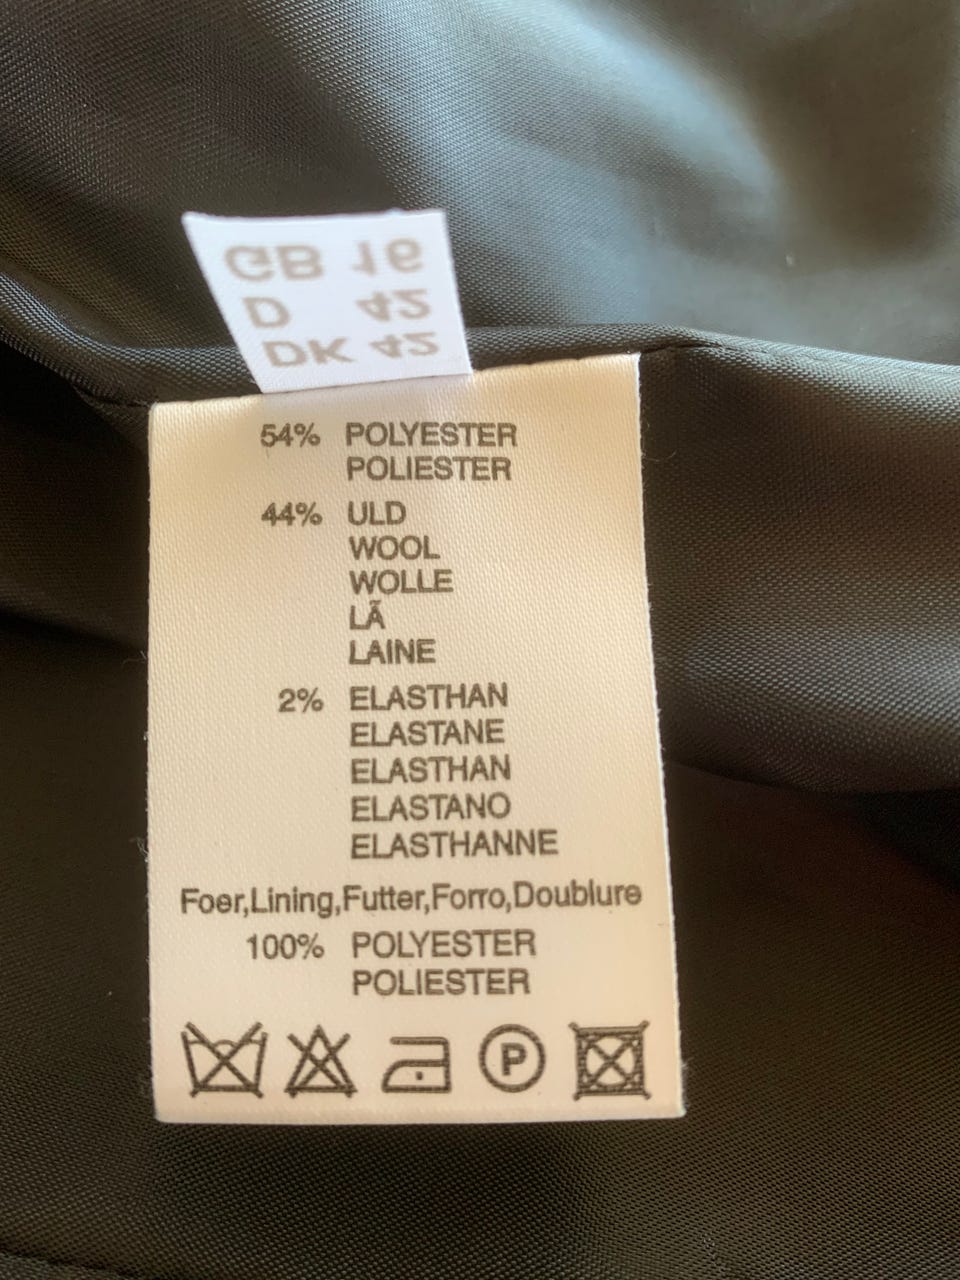 GB 16
D 42
DK 42
54% POLYESTER
POLIESTER
44% ULD
WOOL
WOLLE
LÃ
LAINE
2% ELASTHAN
ELASTANE
ELASTHAN
ELASTANO
ELASTHANNE
Foer,Lining,Futter,Forro,Doublure
100% POLYESTER
POLIESTER
P